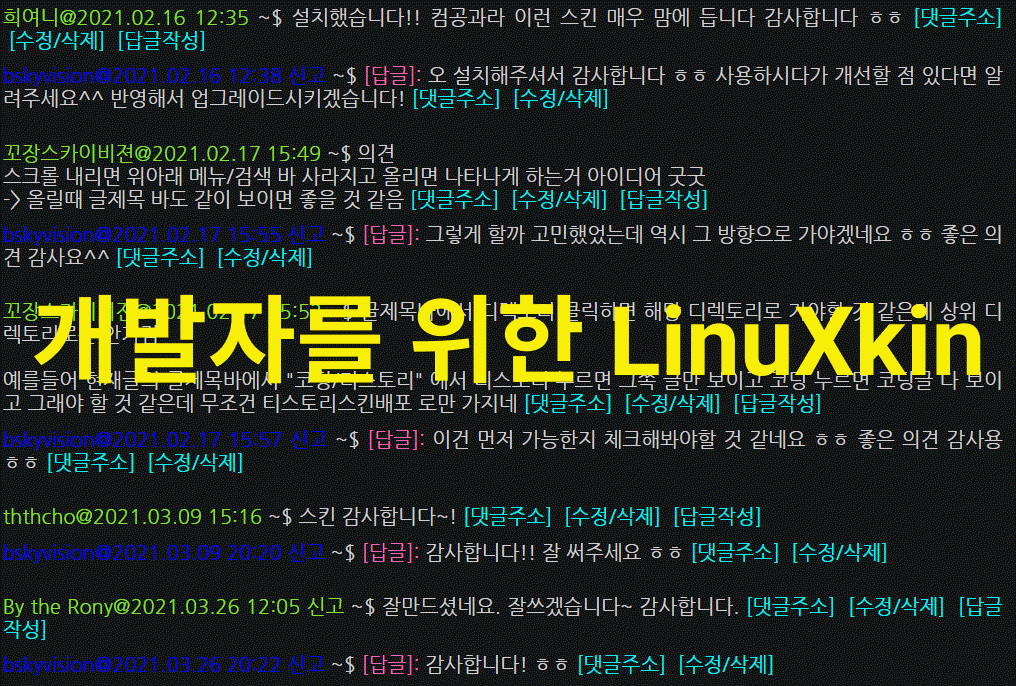 희여니@2021.02.16 12:35 ~$ 설치했습니다!! 컴공과라 이런 스킨 매우 맘에 듭니다 감사합니다 ㅎㅎ [댓글주소]
[수정/삭제] [답글작성]
bskyvision@2021.02.16 12:38 신고 ~$ [답글]: 오 설치해주셔서 감사합니다 ㅎㅎ 사용하시다가 개선할 점 있다면 알
려주세요^^ 반영해서 업그레이드시키겠습니다! [댓글주소] [수정/삭제]
꼬장스카이비젼@2021.02.17 15:49 ~$ 의견
스크롤 내리면 위아래 메뉴/검색 바 사라지고 올리면 나타나게 하는거 아이디어 굿굿
-> 올릴때 글제목 바도 같이 보이면 좋을 것 같음 [댓글주소] [수정/삭제] [답글작성]
bskyvision@2021.02.17 15:55 신고 ~$ [답글]: 그렇게 할까 고민했었는데 역시 그 방향으로 가야겠네요 ㅎㅎ 좋은 의
견 감사요^^ [댓글주소] [수정/삭제]
클릭하면 해당 디렉토리로 가야할 것 같은데 상위 디
개발자를 위한 LinuXkin
예를들어 "코딩/티스토리" 에서 티스토리 누르면 그쪽 글만 보이고 코딩 누르면 코딩글 다 보이
고 그래야 할 것 같은데 무조건 티스토리스킨배포 로만 가지네 [댓글주소] [수정/삭제] [답글작성]
bskyvision@2021.02.17 15:57 신고 ~$ [답글]: 이건 먼저 가능한지 체크해봐야할 것 같네요 ㅎㅎ 좋은 의견 감사용
ㅎㅎ [댓글주소] [수정/삭제]
ththcho@2021.03.09 15:16 ~$ 스킨 감사합니다~! [댓글주소] [수정/삭제] [답글작성]
bskyvision@2021.03.09 20:20 신고 ~$ [답글]: 감사합니다!! 잘 써주세요 ㅎㅎ [댓글주소] [수정/삭제]
By the Rony@2021.03.26 12:05 신고 ~$ 잘만드셨네요. 잘쓰겠습니다~ 감사합니다. [댓글주소] [수정/삭제] [답글
작성]
bskyvision@2021.03.26 20:22 신고 ~$ [답글]: 감사합니다! ㅎㅎ [댓글주소] [수정/삭제]